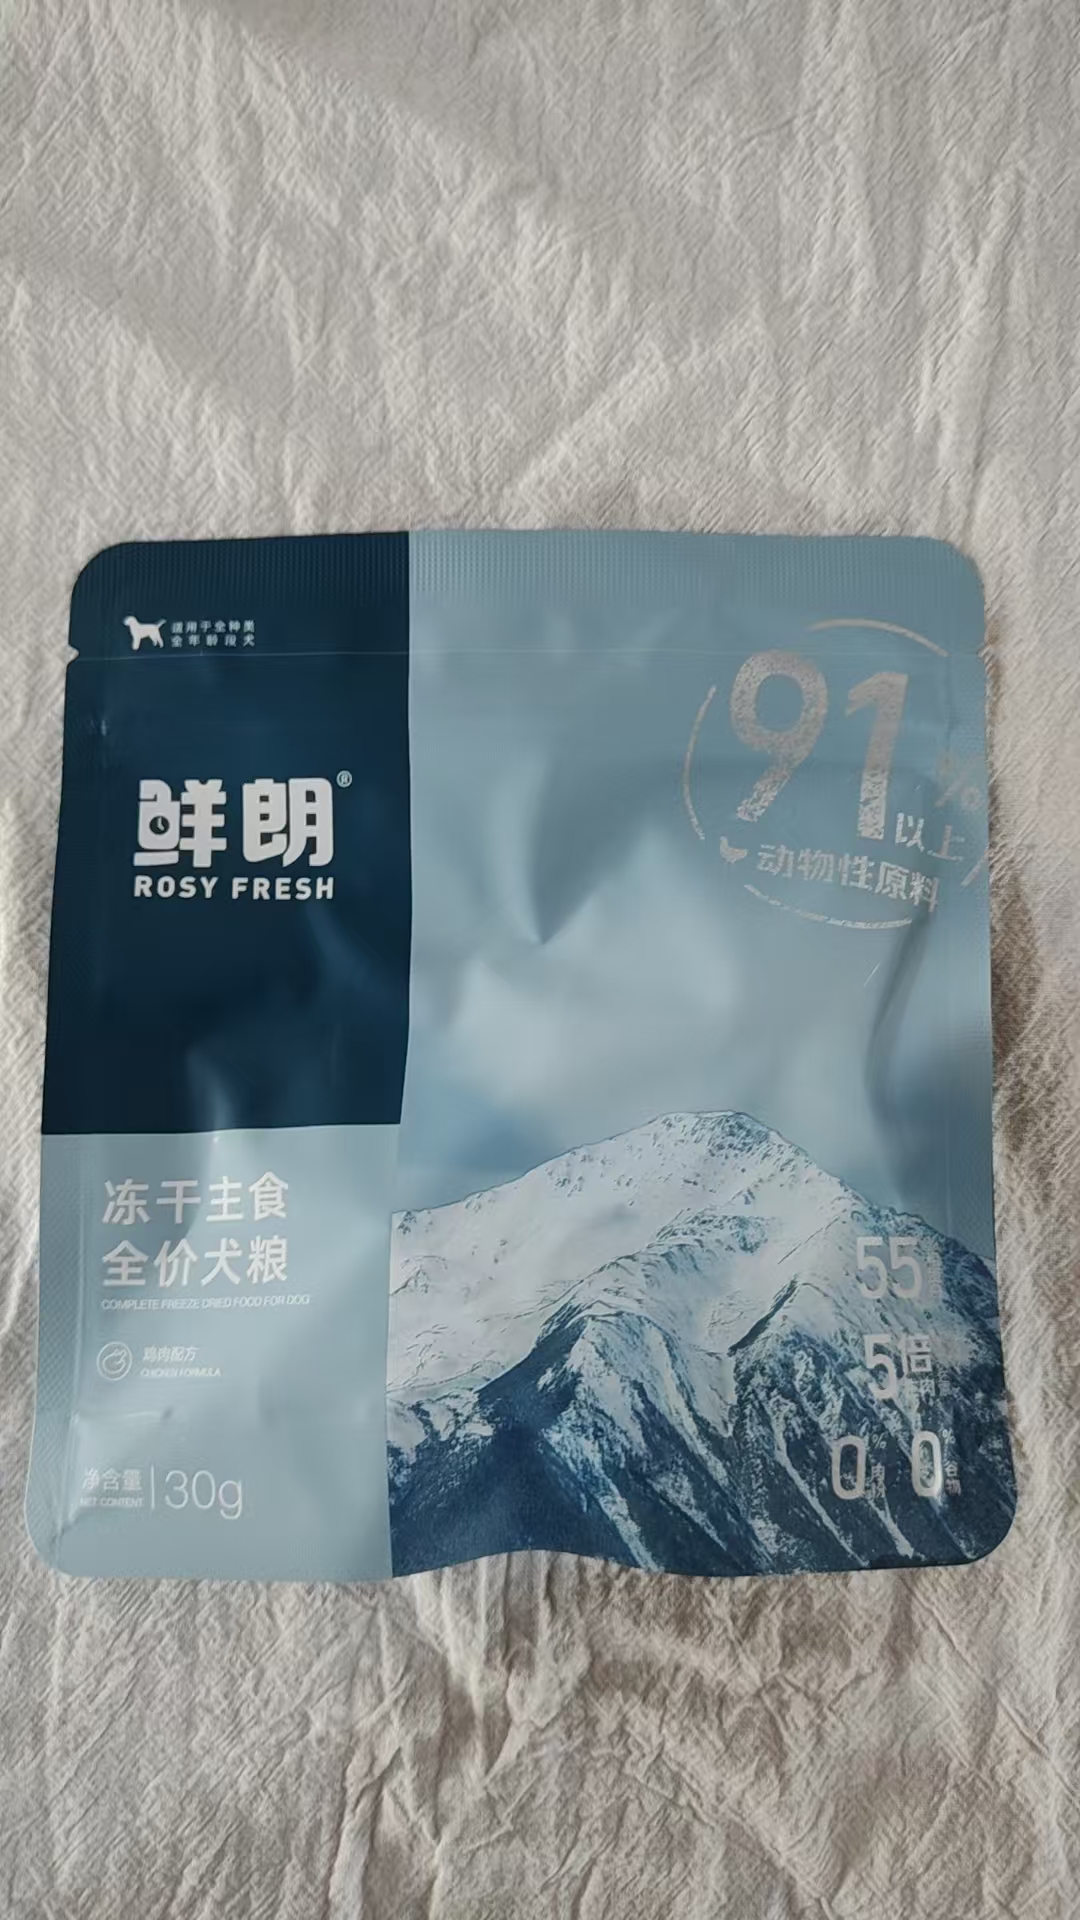 适用于全种类
全年龄段犬
鲜朗®
ROSY FRESH
91%
以上
动物性原料
冻干主食
全价犬粮
COMPLETE FREEZE DRIED FOOD FOR DOG
鸡肉配方
CHICKEN FORMULA
净含量
NET CONTENT
30g
55
5倍
0% 0%
谷物